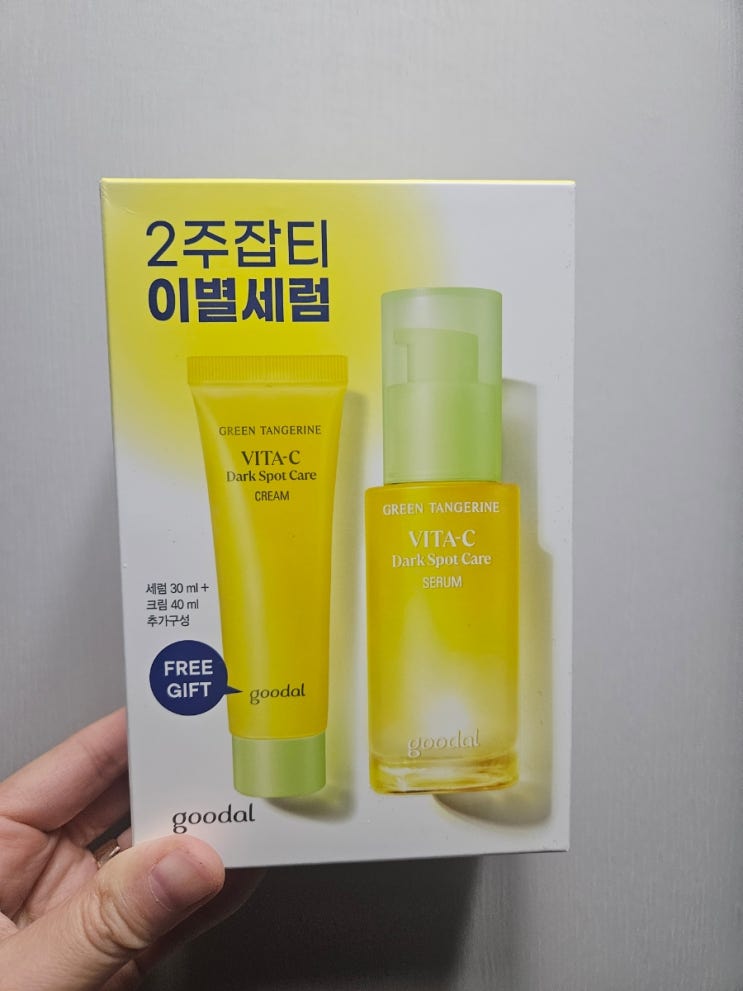 2주잡티
이별세럼
GREEN TANGERINE
VITA-C
Dark Spot Care
CREAM
goodal
GREEN TANGERINE
VITA-C
Dark Spot Care
SERUM
goodal
세럼 30 ml +
크림 40 ml
추가구성
FREE
GIFT
goodal